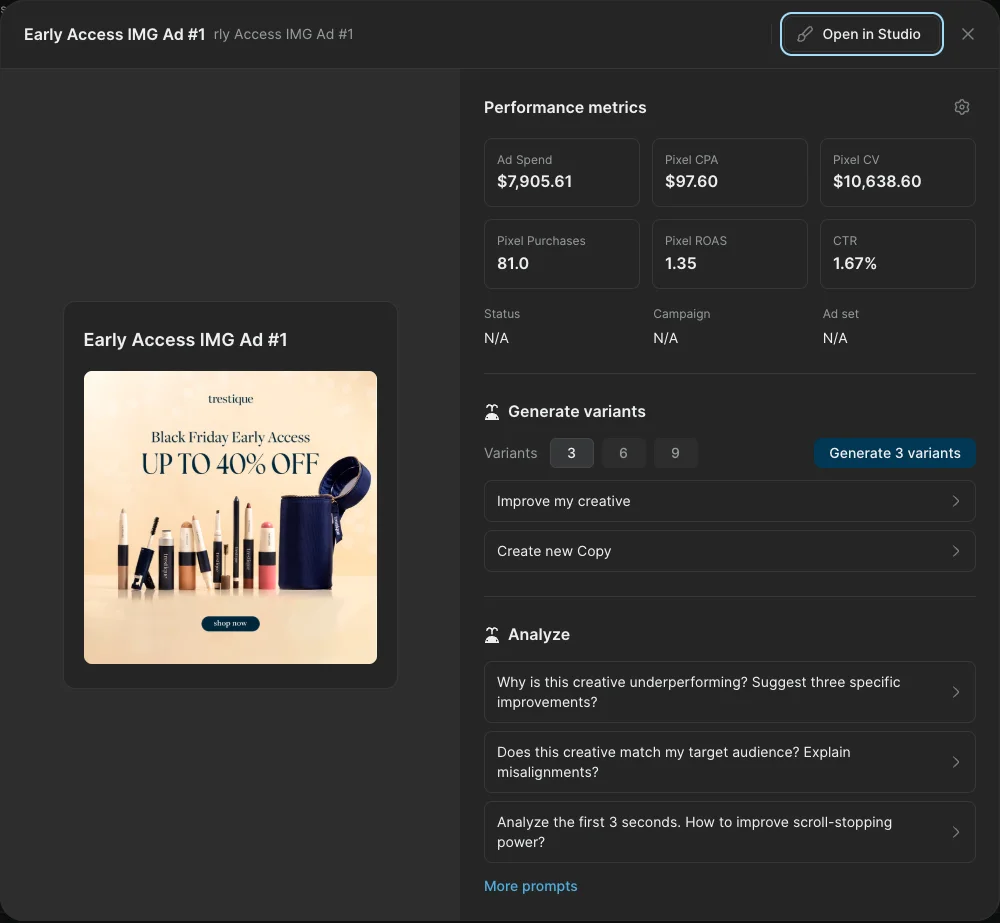 Early Access IMG Ad #1
rly Access IMG Ad #1
Open in Studio
Early Access IMG Ad #1
trestique
Black Friday Early Access
UP TO 40% OFF
trestique
trestique
shop now
Performance metrics
Ad Spend
$7,905.61
Pixel CPA
$97.60
Pixel CV
$10,638.60
Pixel Purchases
81.0
Pixel ROAS
1.35
CTR
1.67%
Status
N/A
Campaign
N/A
Ad set
N/A
Generate variants
Variants
3
6
9
Generate 3 variants
Improve my creative
Create new Copy
Analyze
Why is this creative underperforming? Suggest three specific
improvements?
Does this creative match my target audience? Explain
misalignments?
Analyze the first 3 seconds. How to improve scroll-stopping
power?
More prompts